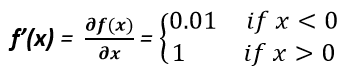 f'(x) = ∂f(x)/∂x = { 0.01 if x < 0
1 if x > 0